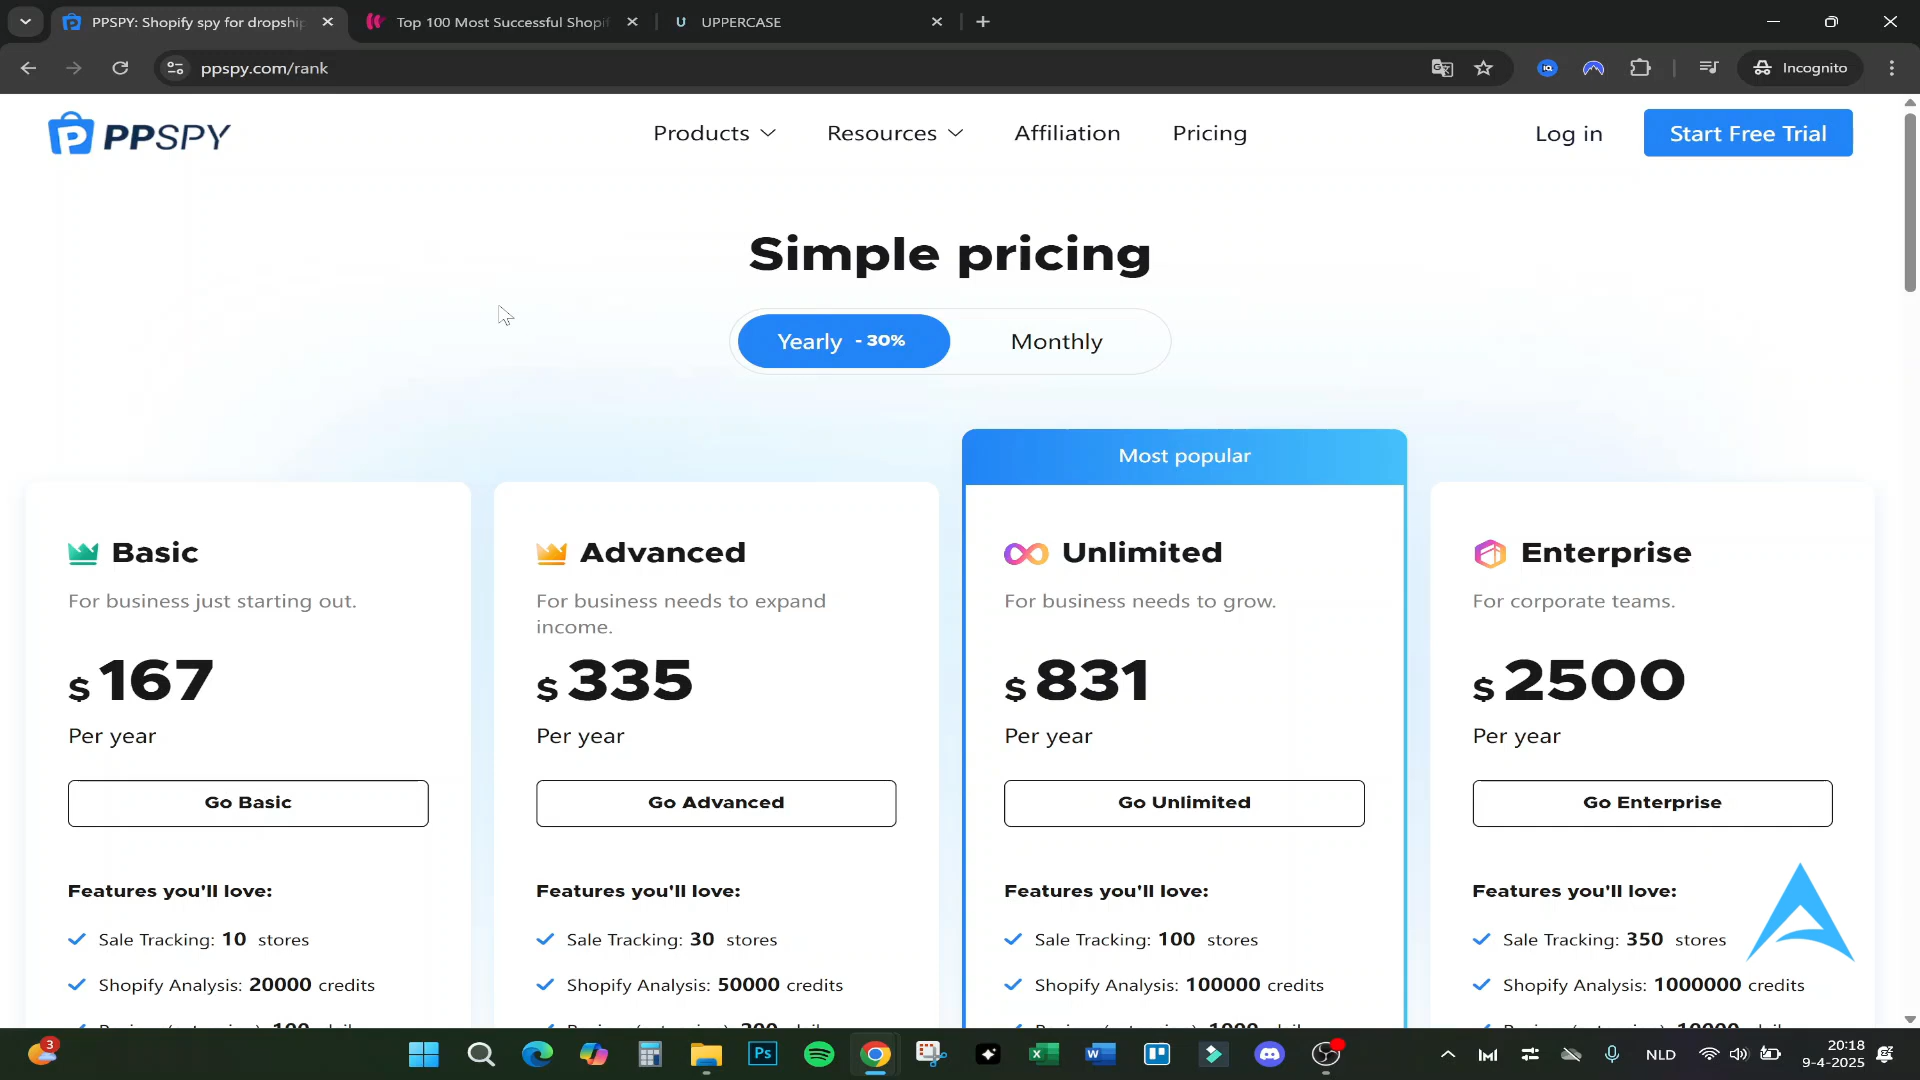 PPSPY: Shopify spy for dropship
Top 100 Most Successful Shopif
UPPERCASE
ppspy.com/rank
Incognito
PPSPY
Products
Resources
Affiliation
Pricing
Log in
Start Free Trial
Simple pricing
Yearly - 30%
Monthly
Most popular
Basic
For business just starting out.
$ 167
Per year
Go Basic
Features you'll love:
Sale Tracking: 10 stores
Shopify Analysis: 20000 credits
Advanced
For business needs to expand
income.
$ 335
Per year
Go Advanced
Features you'll love:
Sale Tracking: 30 stores
Shopify Analysis: 50000 credits
Unlimited
For business needs to grow.
$ 831
Per year
Go Unlimited
Features you'll love:
Sale Tracking: 100 stores
Shopify Analysis: 100000 credits
Enterprise
For corporate teams.
$ 2500
Per year
Go Enterprise
Features you'll love:
Sale Tracking: 350 stores
Shopify Analysis: 1000000 credits
3
Ps
NLD
20:18
9-4-2025